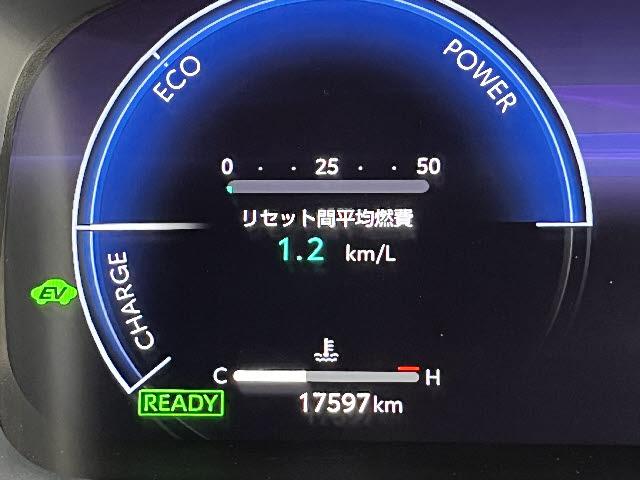 ECO
POWER
0 · · 25 · · 50
リセット間平均燃費
1.2 km/L
EV
CHARGE
C H
READY
17597km